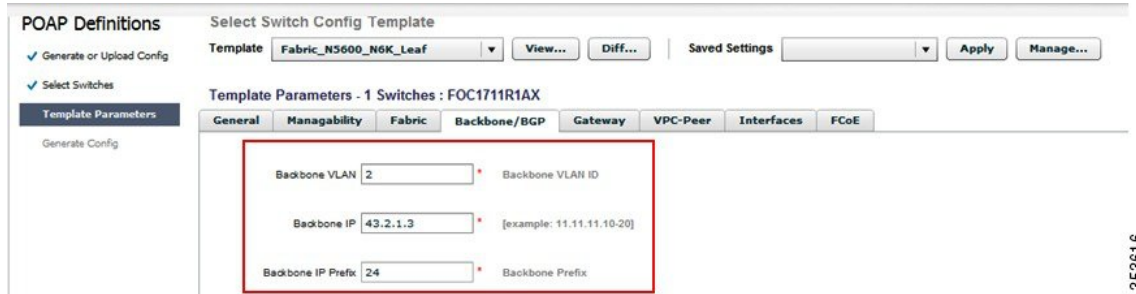 POAP Definitions
Generate or Upload Config
Select Switches
Template Parameters
Generate Config
Select Switch Config Template
Template Fabric_N5600_N6K_Leaf View... Diff... Saved Settings Apply Manage...
Template Parameters - 1 Switches : FOC1711R1AX
General Managability Fabric Backbone/BGP Gateway VPC-Peer Interfaces FCoE
Backbone VLAN 2 * Backbone VLAN ID
Backbone IP 43.2.1.3 * [example: 11.11.11.10-20]
Backbone IP Prefix 24 * Backbone Prefix
353616